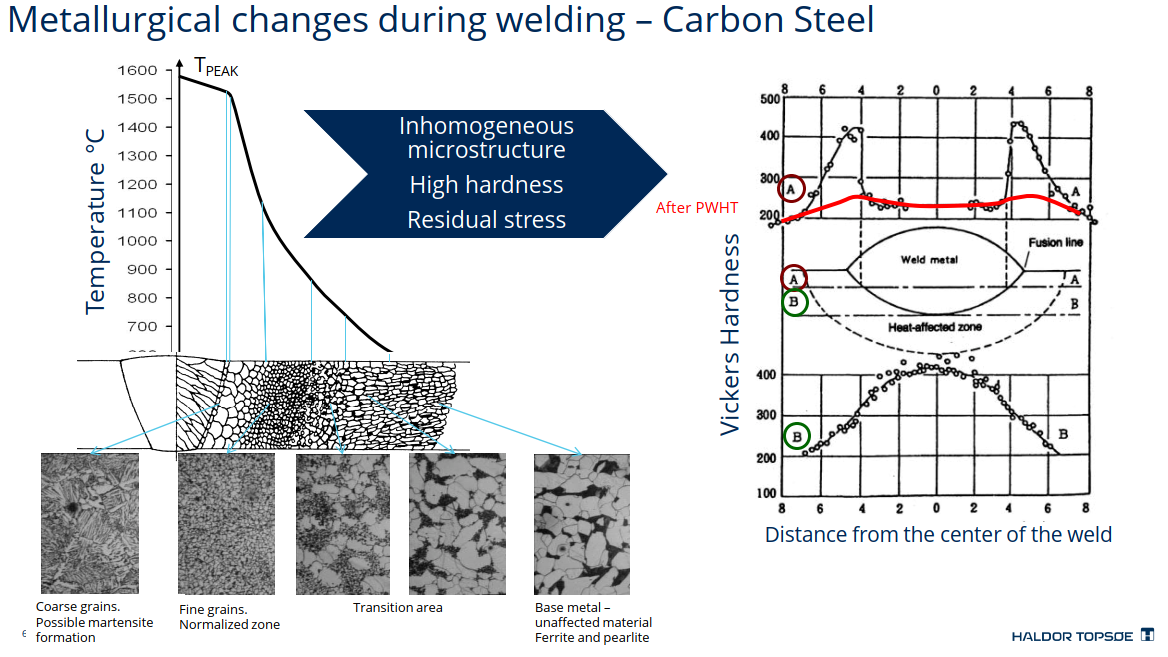 Metallurgical changes during welding – Carbon Steel
T PEAK
1600
1500
1400
1300
1200
1100
1000
900
800
700
Temperature °C
Inhomogeneous
microstructure
High hardness
Residual stress
Coarse grains.
Possible martensite
formation
Fine grains.
Normalized zone
Transition area
Base metal –
unaffected material
Ferrite and pearlite
After PWHT
Vickers Hardness
8 6 4 2 0 2 4 6 8
500
400
300
200
A
A
Fusion line
Weld metal
A
A
B
B
Heat-affected zone
400
300
200
100
B
B
8 6 4 2 0 2 4 6 8
Distance from the center of the weld
HALDOR TOPSØE